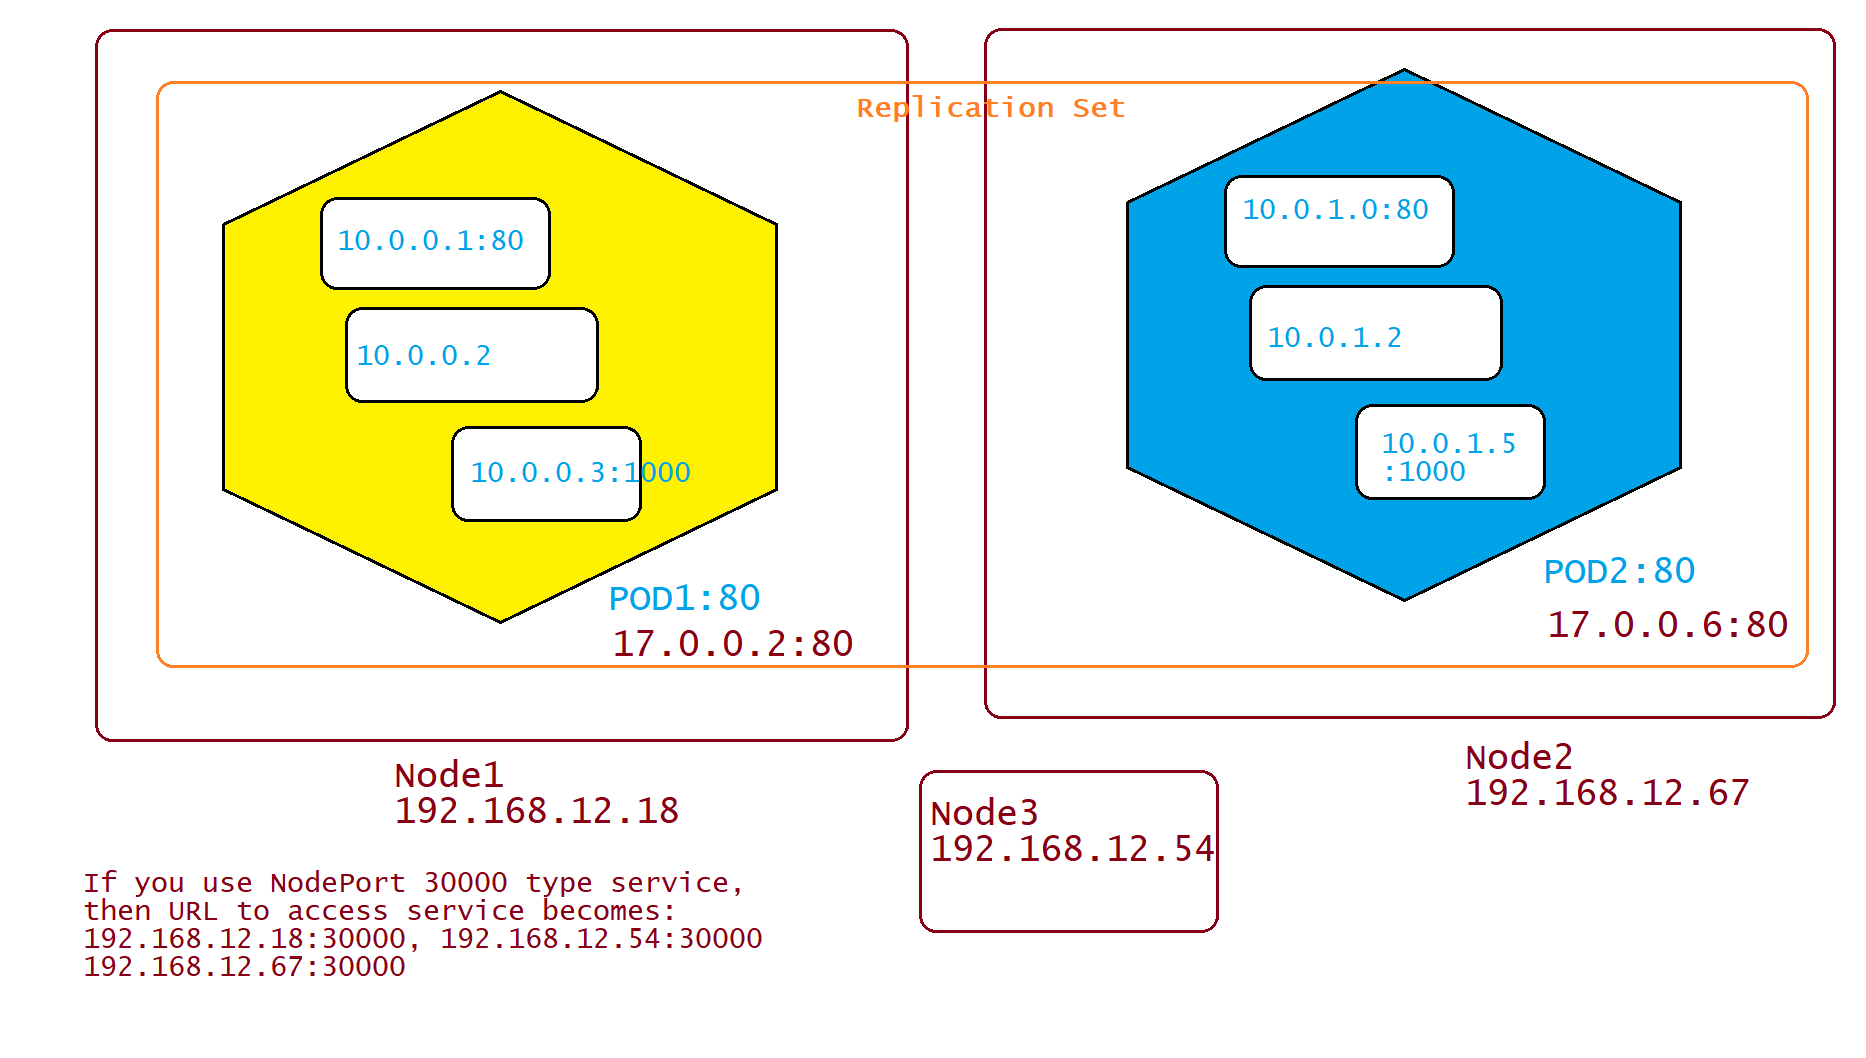 Replication Set
10.0.0.1:80
10.0.0.2
10.0.0.3:1000
POD1:80
17.0.0.2:80
10.0.1.0:80
10.0.1.2
10.0.1.5
:1000
POD2:80
17.0.0.6:80
Node1
192.168.12.18
Node3
192.168.12.54
Node2
192.168.12.67
If you use NodePort 30000 type service,
then URL to access service becomes:
192.168.12.18:30000, 192.168.12.54:30000
192.168.12.67:30000